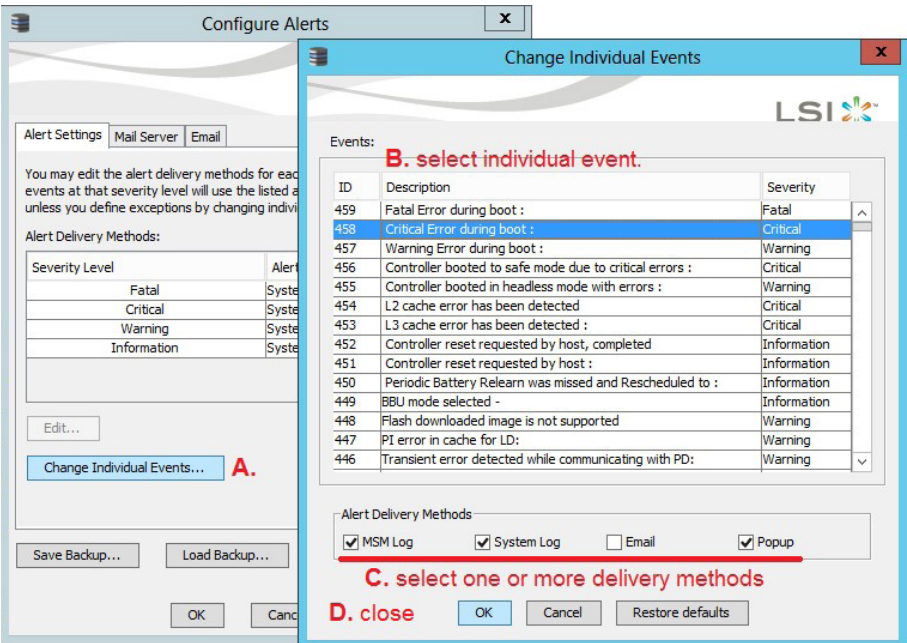 Configure Alerts
x
Alert Settings
Mail Server
Email
You may edit the alert delivery methods for eac
events at that severity level will use the listed a
unless you define exceptions by changing indivi
Alert Delivery Methods:
Severity Level Alert
Fatal Syste
Critical Syste
Warning Syste
Information Syste
Edit...
Change Individual Events...
A.
Save Backup...
Load Backup...
OK
Canc
Change Individual Events
x
LSI
Events:
B. select individual event.
ID Description Severity
459 Fatal Error during boot : Fatal
458 Critical Error during boot : Critical
457 Warning Error during boot : Warning
456 Controller booted to safe mode due to critical errors : Critical
455 Controller booted in headless mode with errors : Warning
454 L2 cache error has been detected Critical
453 L3 cache error has been detected : Critical
452 Controller reset requested by host, completed Information
451 Controller reset requested by host : Information
450 Periodic Battery Relearn was missed and Rescheduled to : Information
449 BBU mode selected - Information
448 Flash downloaded image is not supported Warning
447 PI error in cache for LD: Warning
446 Transient error detected while communicating with PD: Warning
Alert Delivery Methods
MSM Log
System Log
Email
Popup
C. select one or more delivery methods
D. close
OK
Cancel
Restore defaults